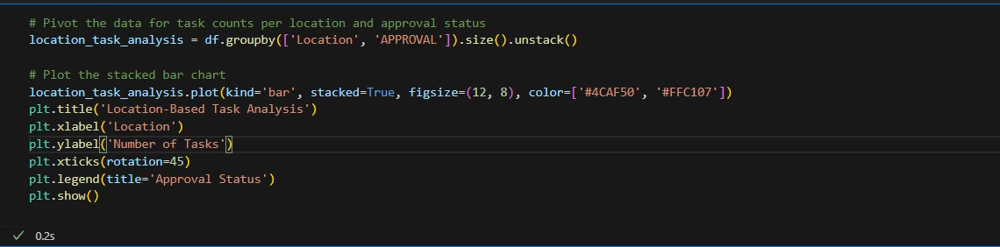 # Pivot the data for task counts per location and approval status
location_task_analysis = df.groupby(['Location', 'APPROVAL']).size().unstack()
# Plot the stacked bar chart
location_task_analysis.plot(kind='bar', stacked=True, figsize=(12, 8), color=['#4CAF50', '#FFC107'])
plt.title('Location-Based Task Analysis')
plt.xlabel('Location')
plt.ylabel('Number of Tasks')
plt.xticks(rotation=45)
plt.legend(title='Approval Status')
plt.show()
0.2s